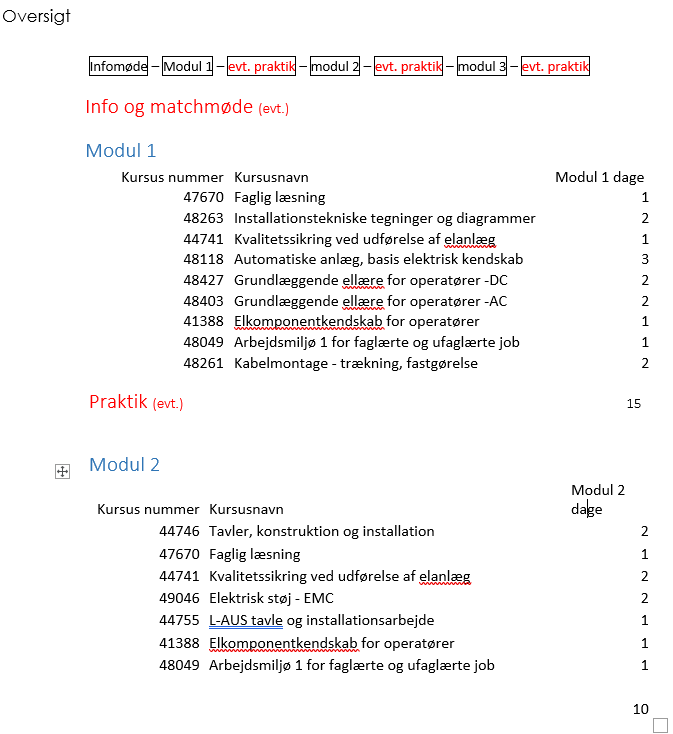 Oversigt
Infomøde – Modul 1 – evt. praktik – modul 2 – evt. praktik – modul 3 – evt. praktik
Info og matchmøde (evt.)
Modul 1
Kursus nummer Kursusnavn Modul 1 dage
47670 Faglig læsning 1
48263 Installationstekniske tegninger og diagrammer 2
44741 Kvalitetssikring ved udførelse af elanlæg 1
48118 Automatiske anlæg, basis elektrisk kendskab 3
48427 Grundlæggende ellære for operatører -DC 2
48403 Grundlæggende ellære for operatører -AC 2
41388 Elkomponentkendskab for operatører 1
48049 Arbejdsmiljø 1 for faglærte og ufaglærte job 1
48261 Kabelmontage - trækning, fastgørelse 2
Praktik (evt.) 15
Modul 2
Modul 2
Kursus nummer Kursusnavn dage
44746 Tavler, konstruktion og installation 2
47670 Faglig læsning 1
44741 Kvalitetssikring ved udførelse af elanlæg 2
49046 Elektrisk støj - EMC 2
44755 L-AUS tavle og installationsarbejde 1
41388 Elkomponentkendskab for operatører 1
48049 Arbejdsmiljø 1 for faglærte og ufaglærte job 1
10